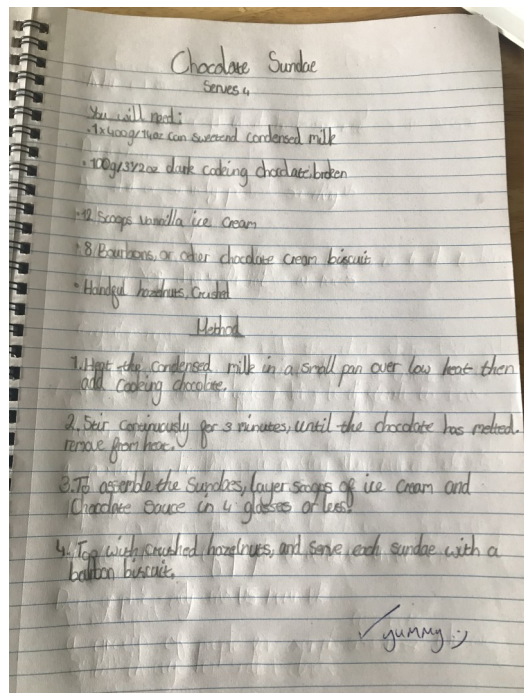 Chocolate Sundae
Serves 4
You will need:
• 1x400g/14oz can sweetend condensed milk
• 100g/3 1/2oz dark cooking chocolate, broken
• 12 Scoops Vanilla ice cream
• 8 Bourbons, or other chocolate cream biscuit
• Handful hazelnuts, Crushed
Method
1. Heat the condensed milk in a small pan over low heat then
add cooking chocolate.
2. Stir continuously for 3 minutes, until the chocolate has melted.
remove from heat.
3. To assemble the Sundaes, layer scoops of ice cream and
Chocolate Sauce in 4 glasses or less!
4. Top with crushed hazelnuts, and serve each sundae with a
biscuit.
✓ yummy :)